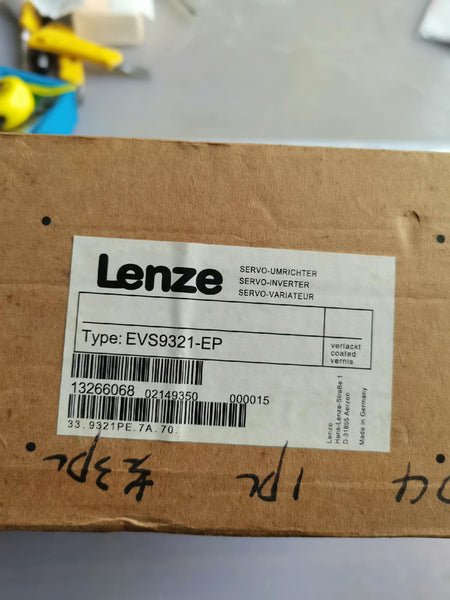 Lenze
SERVO-UMRICHTER
SERVO-INVERTER
SERVO-VARIATEUR
Type: EVS9321-EP
verlackt
coated
vernis
13266068 02149350 000015
33.9321PE.7A.70.
Lenze
Hans-Lenze-Straße 1
D-31855 Aerzen
Made in Germany
1pc